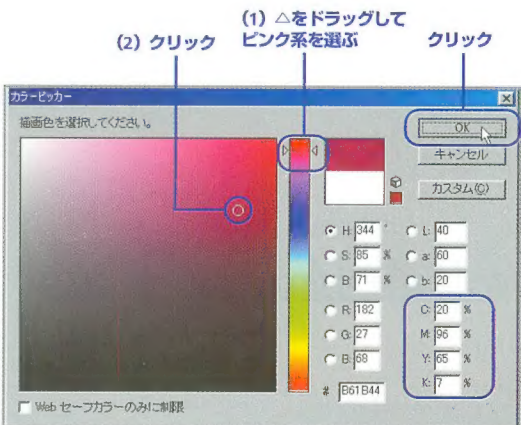 (1) △をドラッグして
ピンク系を選ぶ
(2) クリック
クリック
カラーピッカー
描画色を選択してください。
OK
キャンセル
カスタム(C)
H: 344 °
S: 85 %
B: 71 %
R: 182
G: 27
B: 68
# B61B44
L: 40
a: 60
b: 20
C: 20 %
M: 96 %
Y: 65 %
K: 7 %
Web セーフカラーのみに制限